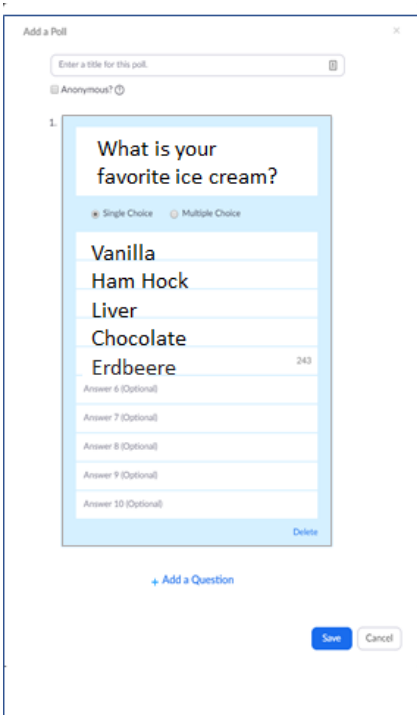 Add a Poll ×
Enter a title for this poll.
Anonymous? ?
1.
What is your
favorite ice cream?
Single Choice Multiple Choice
Vanilla
Ham Hock
Liver
Chocolate
Erdbeere 243
Answer 6 (Optional)
Answer 7 (Optional)
Answer 8 (Optional)
Answer 9 (Optional)
Answer 10 (Optional)
Delete
+ Add a Question
Save Cancel